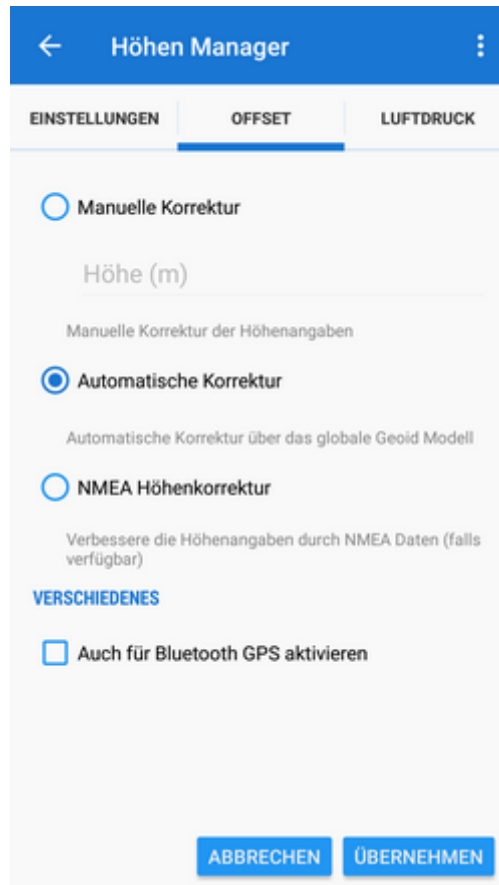 Höhen Manager
EINSTELLUNGEN OFFSET LUFTDRUCK
Manuelle Korrektur
Höhe (m)
Manuelle Korrektur der Höhenangaben
Automatische Korrektur
Automatische Korrektur über das globale Geoid Modell
NMEA Höhenkorrektur
Verbessere die Höhenangaben durch NMEA Daten (falls
verfügbar)
VERSCHIEDENES
Auch für Bluetooth GPS aktivieren
ABBRECHEN ÜBERNEHMEN